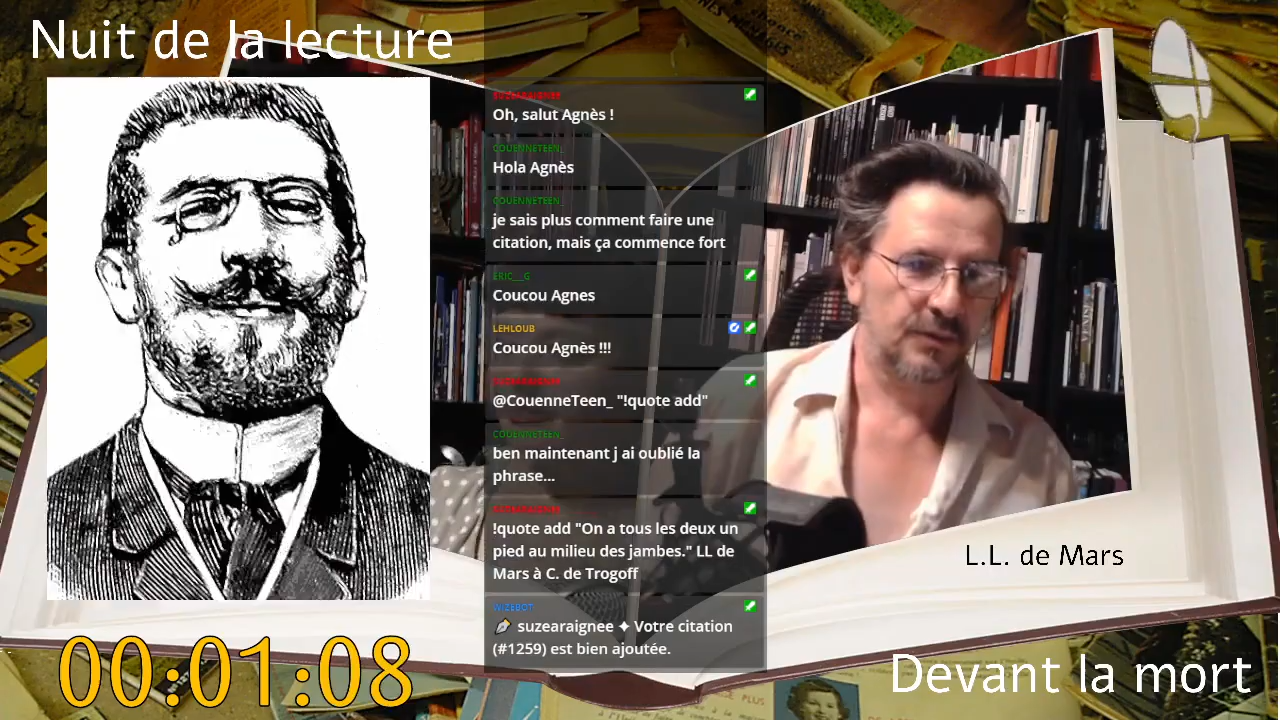 Nuit de la lecture
SUZEARAIGNEE
Oh, salut Agnès !
COUENNETEEN_
Hola Agnès
COUENNETEEN_
je sais plus comment faire une
citation, mais ça commence fort
ERIC__G
Coucou Agnes
LEHLOUB
Coucou Agnès !!!
SUZEARAIGNEE
@CouenneTeen_ "!quote add"
COUENNETEEN_
ben maintenant j ai oublié la
phrase...
SUZEARAIGNEE
!quote add "On a tous les deux un
pied au milieu des jambes." LL de
Mars à C. de Trogoff
WIZEBOT
suzearaignee ✦ Votre citation
(#1259) est bien ajoutée.
L.L. de Mars
00:01:08
Devant la mort